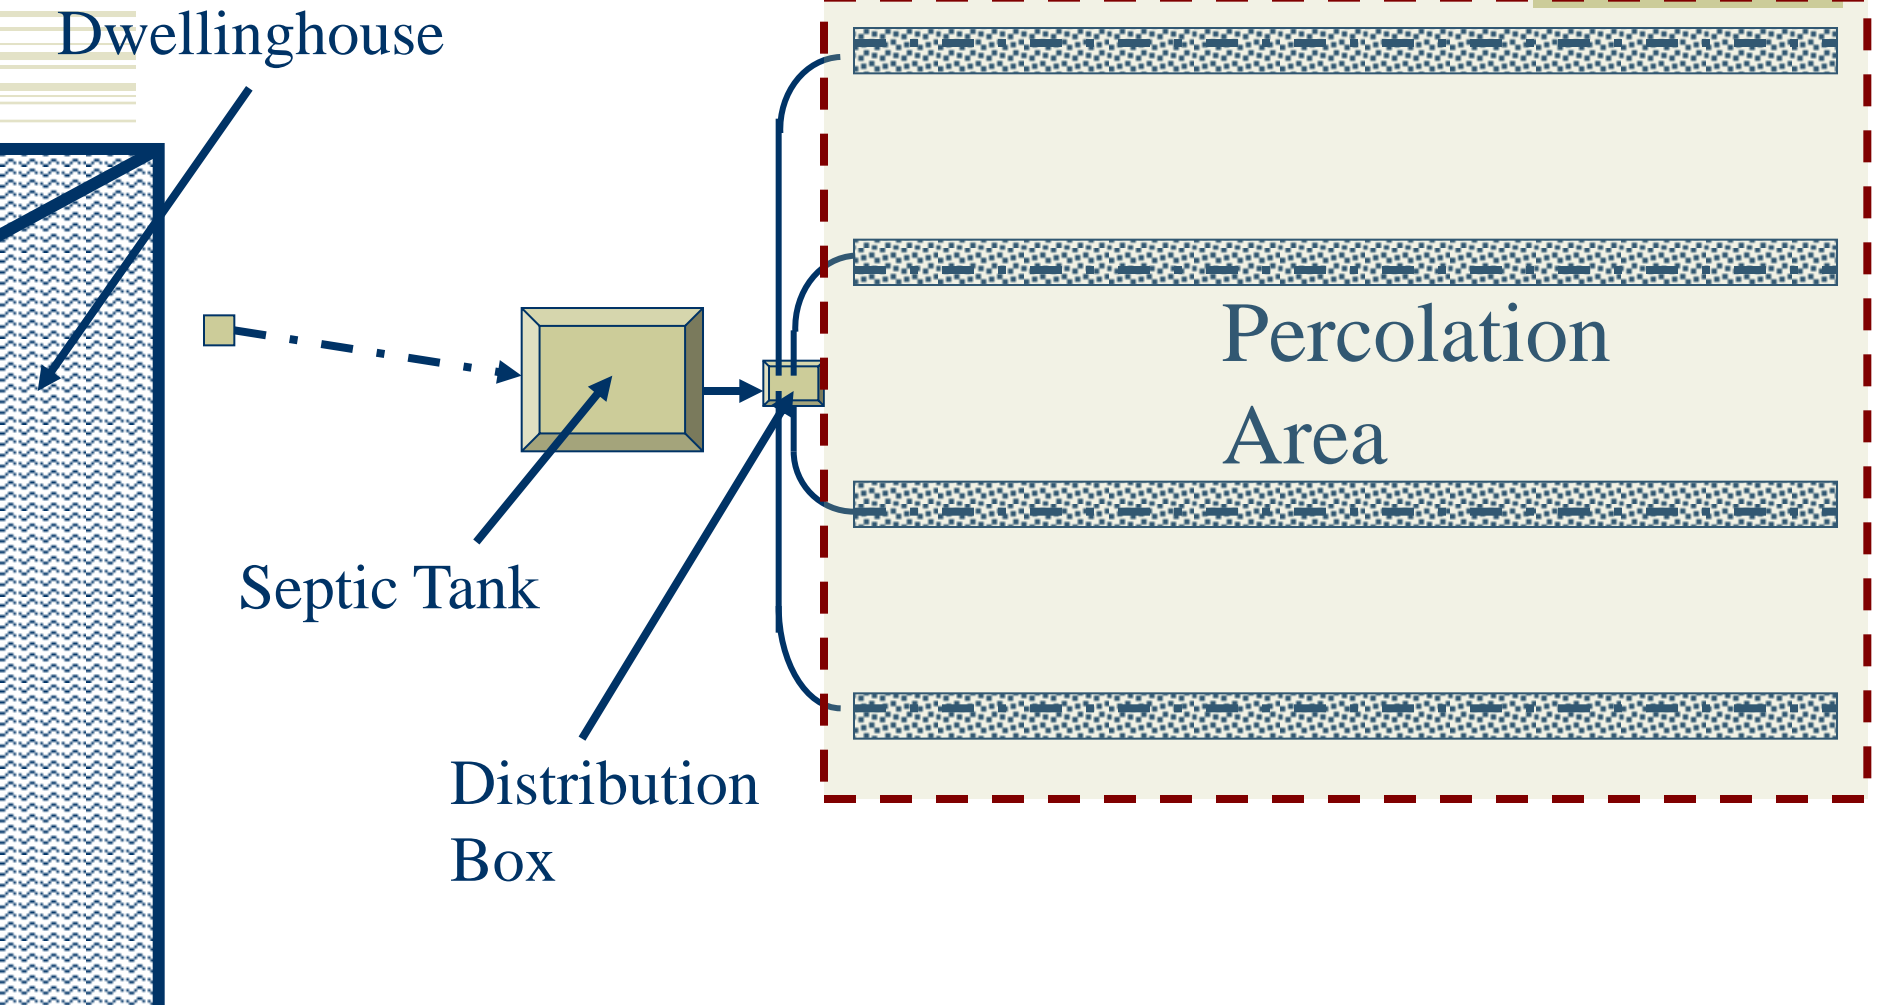 Dwellinghouse
Percolation
Area
Septic Tank
Distribution
Box